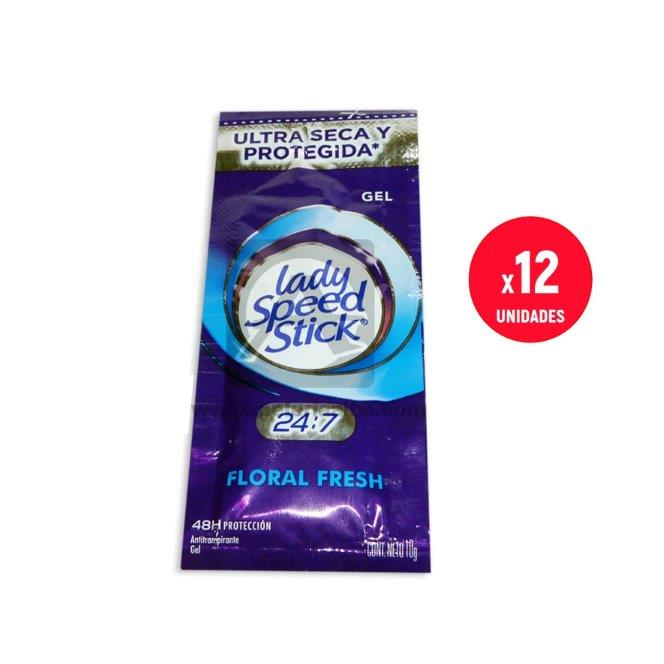 ULTRA SECA Y
PROTEGIDA*
GEL
lady
Speed
Stick®
24:7
FLORAL FRESH
48H PROTECCIÓN
Antitranspirante
Gel
CONT. NETO 10g
x12
UNIDADES